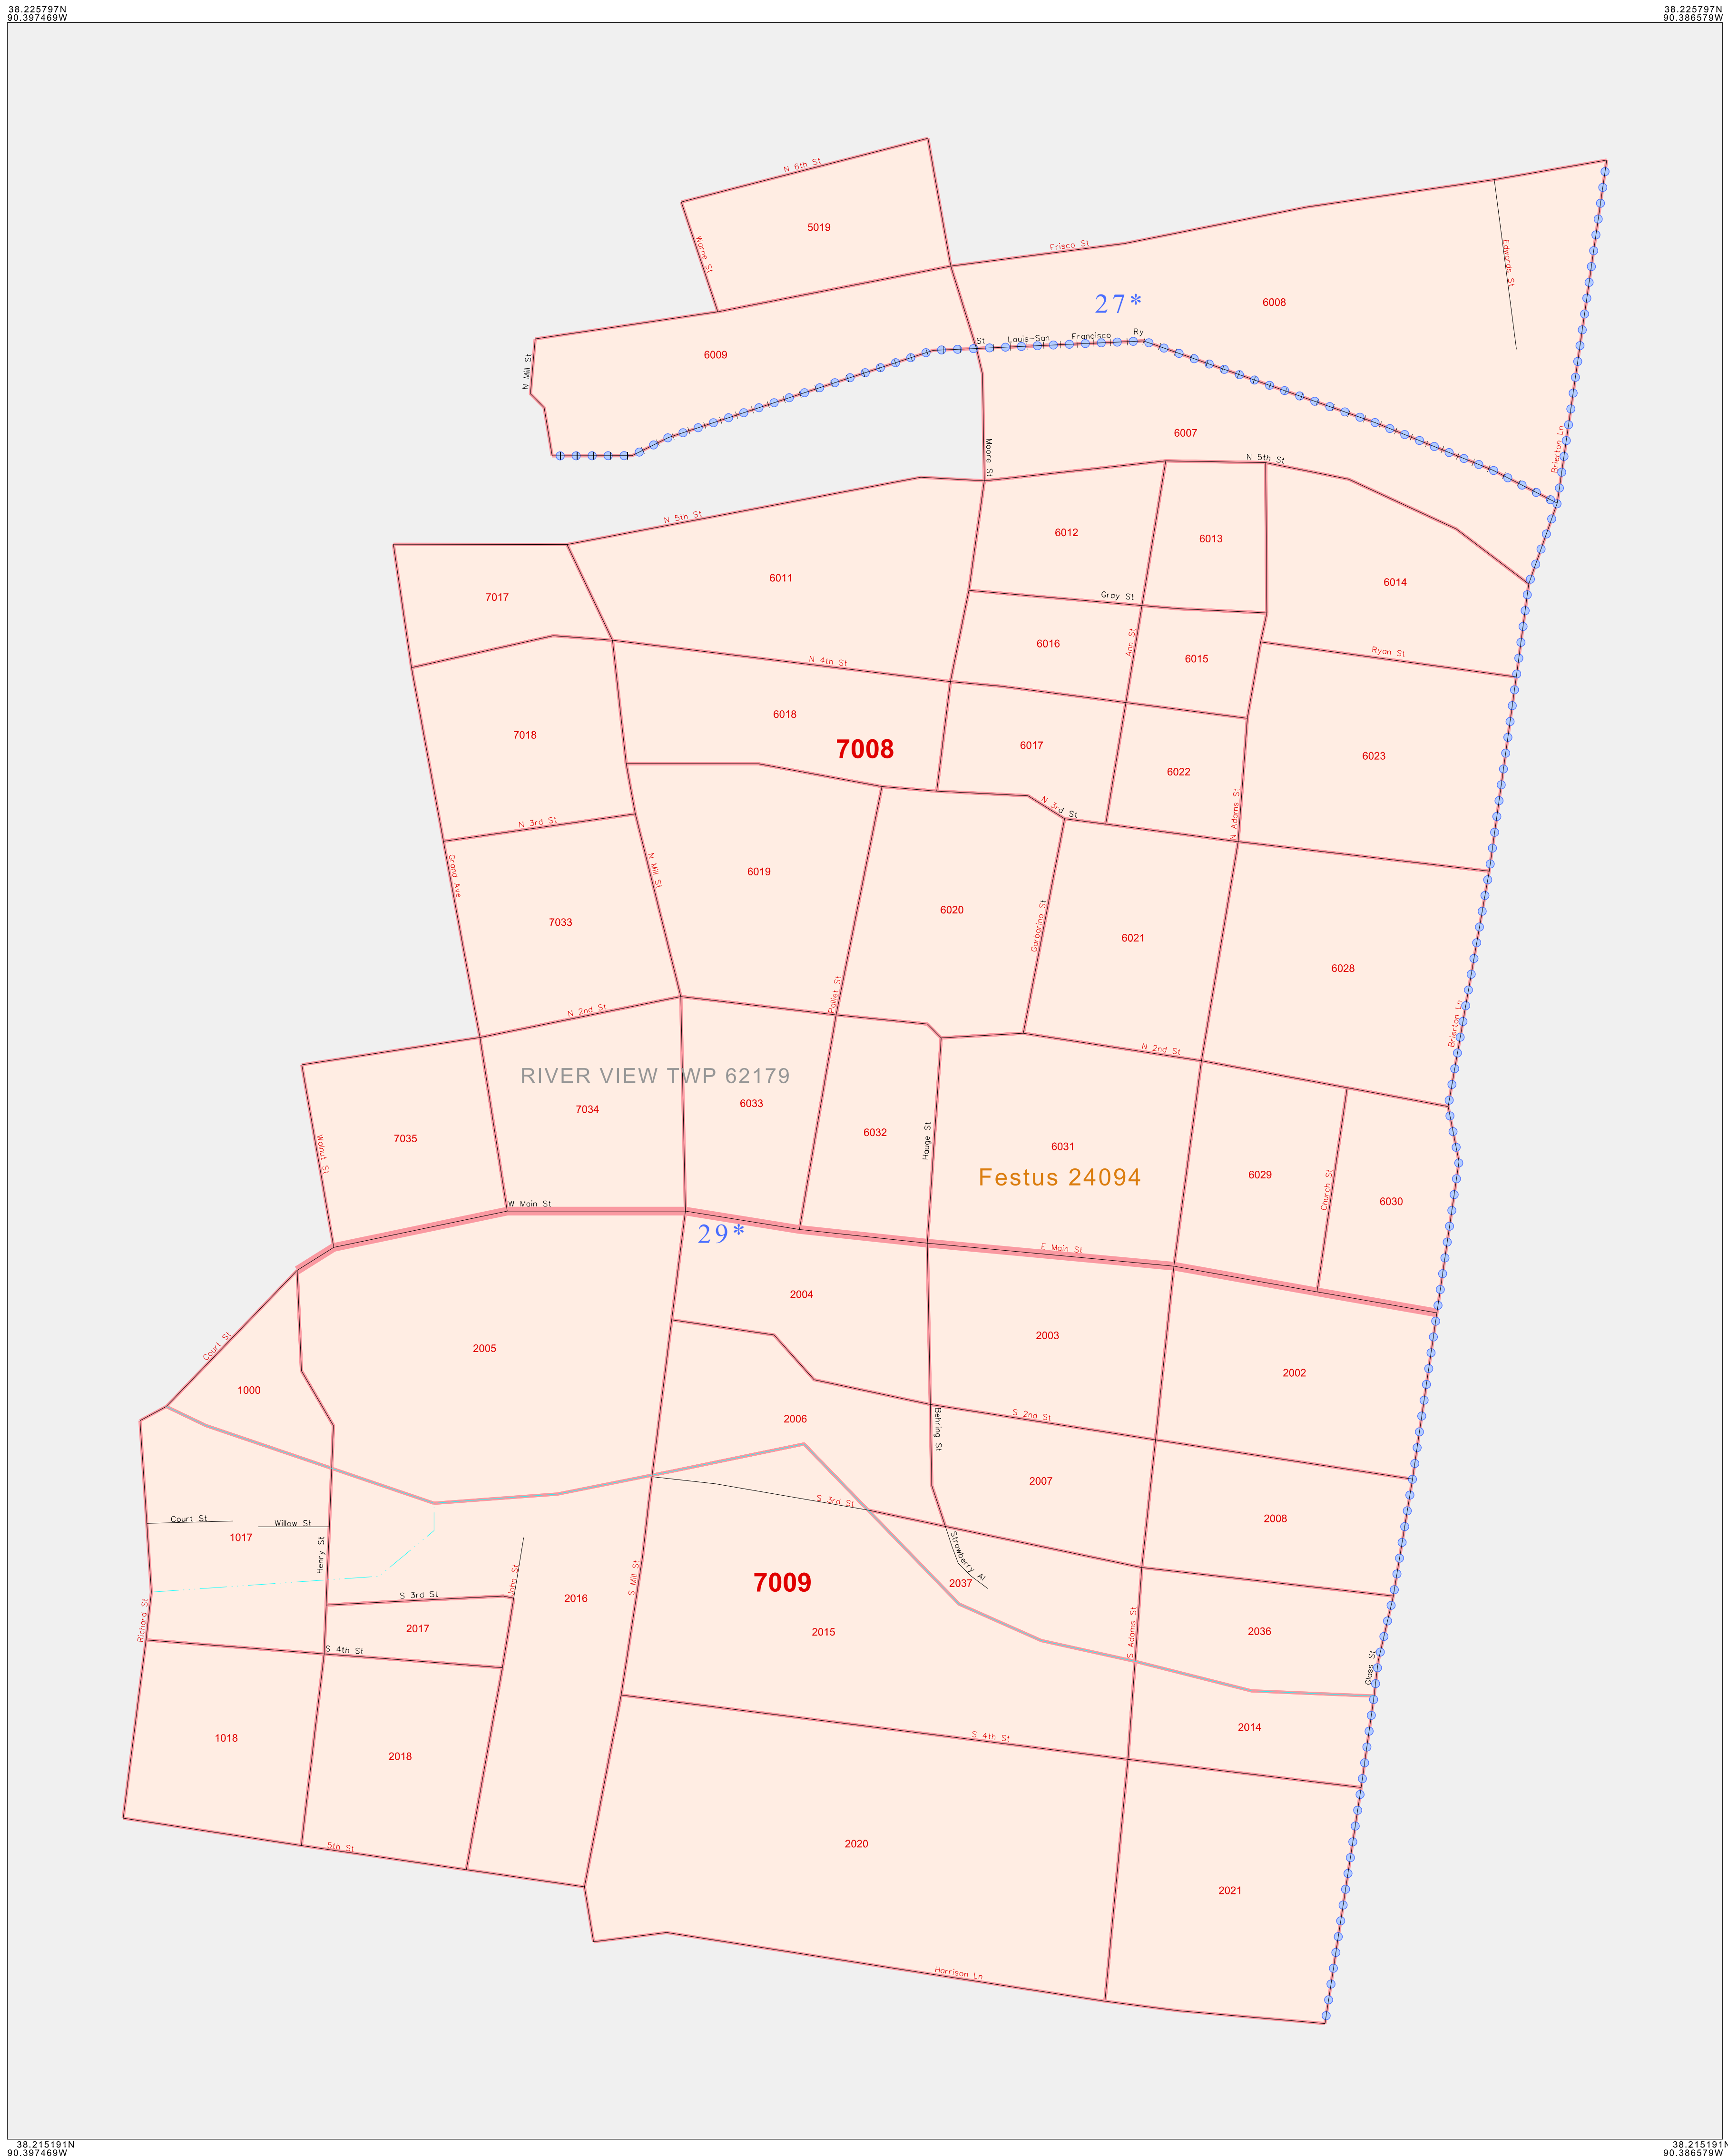 38.225797N
90.397469W
38.225797N
90.386579W
N 6th St
5019
Warne St
Frisco St
Edwards St
27*
6008
St Louis-San Francisco Ry
6009
N Mill St
6007
Moore St
N 5th St
Brierton Ln
N 5th St
6012
6013
6011
6014
7017
Gray St
6016
Ann St
6015
Ryan St
N 4th St
6018
7018
7008
6017
6022
6023
N 3rd St
N Adams St
N 3rd St
Grand Ave
N Mill St
6019
6020
Garbarino St
6021
7033
6028
Polliet St
N 2nd St
Brierton Ln
N 2nd St
RIVER VIEW TWP 62179
7034
6033
6032
Hauge St
6031
7035
Walnut St
Festus 24094
6029
Church St
6030
W Main St
29*
E Main St
2004
2003
Court St
2005
2002
1000
2006
Behring St
S 2nd St
2007
S 3rd St
2008
Court St
Willow St
1017
Henry St
Strawberry Al
John St
S Mill St
7009
2037
S 3rd St
2016
Richard St
2017
2015
S Adams St
2036
S 4th St
Glass St
1018
2018
S 4th St
2014
5th St
2020
2021
Harrison Ln
38.215191N
90.397469W
38.215191N
90.386579W